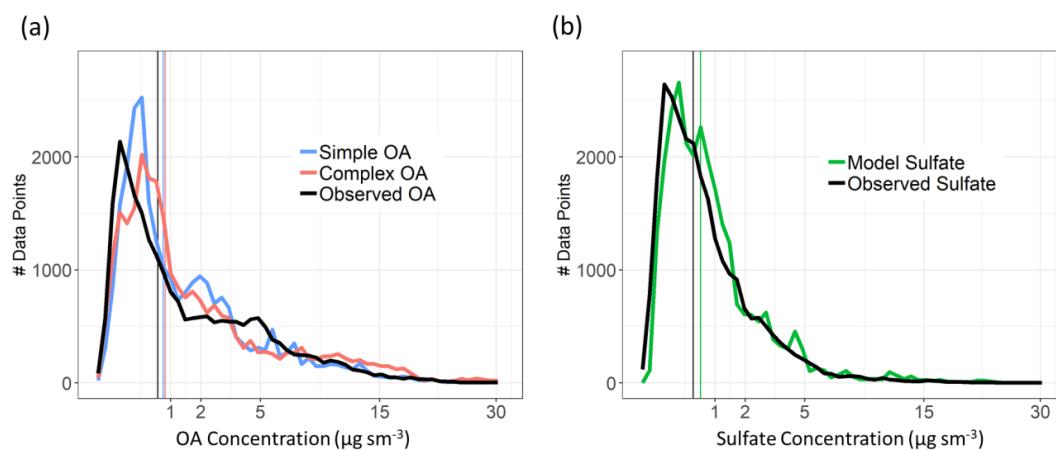 (a)
# Data Points
2000
1000
0
Simple OA
Complex OA
Observed OA
1 2 5 15 30
OA Concentration (µg sm⁻³)
(b)
# Data Points
2000
1000
0
Model Sulfate
Observed Sulfate
1 2 5 15 30
Sulfate Concentration (µg sm⁻³)